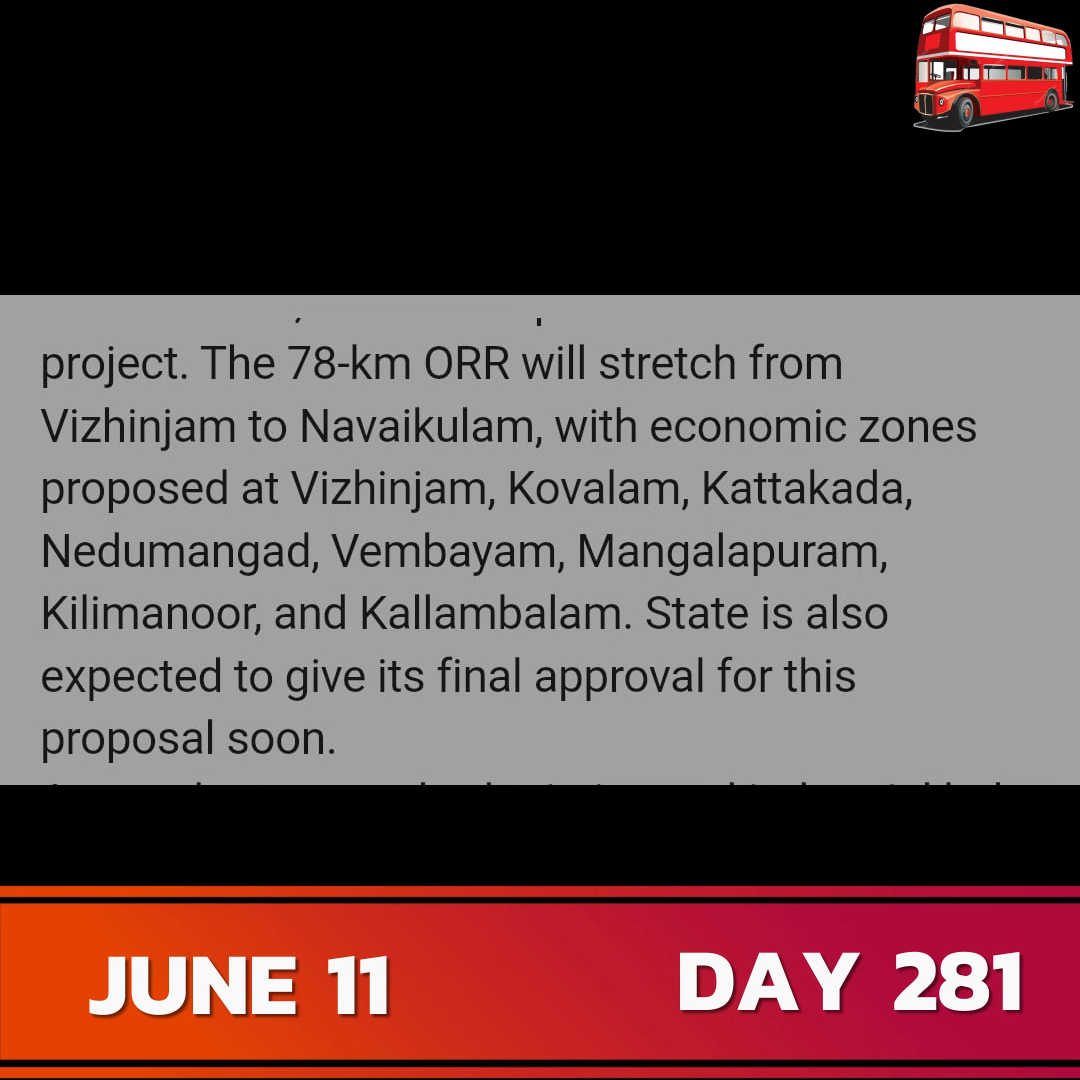 project. The 78-km ORR will stretch from
Vizhinjam to Navaikulam, with economic zones
proposed at Vizhinjam, Kovalam, Kattakada,
Nedumangad, Vembayam, Mangalapuram,
Kilimanoor, and Kallambalam. State is also
expected to give its final approval for this
proposal soon.
JUNE 11 DAY 281